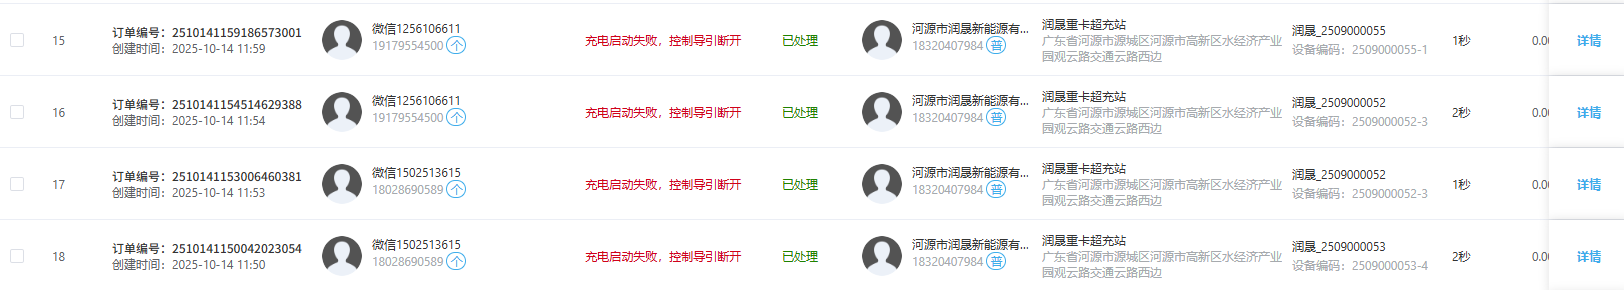 15
订单编号：2510141159186573001
创建时间：2025-10-14 11:59
微信1256106611
19179554500 个
充电启动失败，控制导引断开
已处理
河源市润晟新能源有...
18320407984 普
润晟重卡超充站
广东省河源市源城区河源市高新区水经济产业
园观云路交通云路西边
润晟_2509000055
设备编码：2509000055-1
1秒
0.0
详情
16
订单编号：2510141154514629388
创建时间：2025-10-14 11:54
微信1256106611
19179554500 个
充电启动失败，控制导引断开
已处理
河源市润晟新能源有...
18320407984 普
润晟重卡超充站
广东省河源市源城区河源市高新区水经济产业
园观云路交通云路西边
润晟_2509000052
设备编码：2509000052-3
2秒
0.0
详情
17
订单编号：2510141153006460381
创建时间：2025-10-14 11:53
微信1502513615
18028690589 个
充电启动失败，控制导引断开
已处理
河源市润晟新能源有...
18320407984 普
润晟重卡超充站
广东省河源市源城区河源市高新区水经济产业
园观云路交通云路西边
润晟_2509000052
设备编码：2509000052-3
1秒
0.0
详情
18
订单编号：2510141150042023054
创建时间：2025-10-14 11:50
微信1502513615
18028690589 个
充电启动失败，控制导引断开
已处理
河源市润晟新能源有...
18320407984 普
润晟重卡超充站
广东省河源市源城区河源市高新区水经济产业
园观云路交通云路西边
润晟_2509000053
设备编码：2509000053-4
2秒
0.0
详情